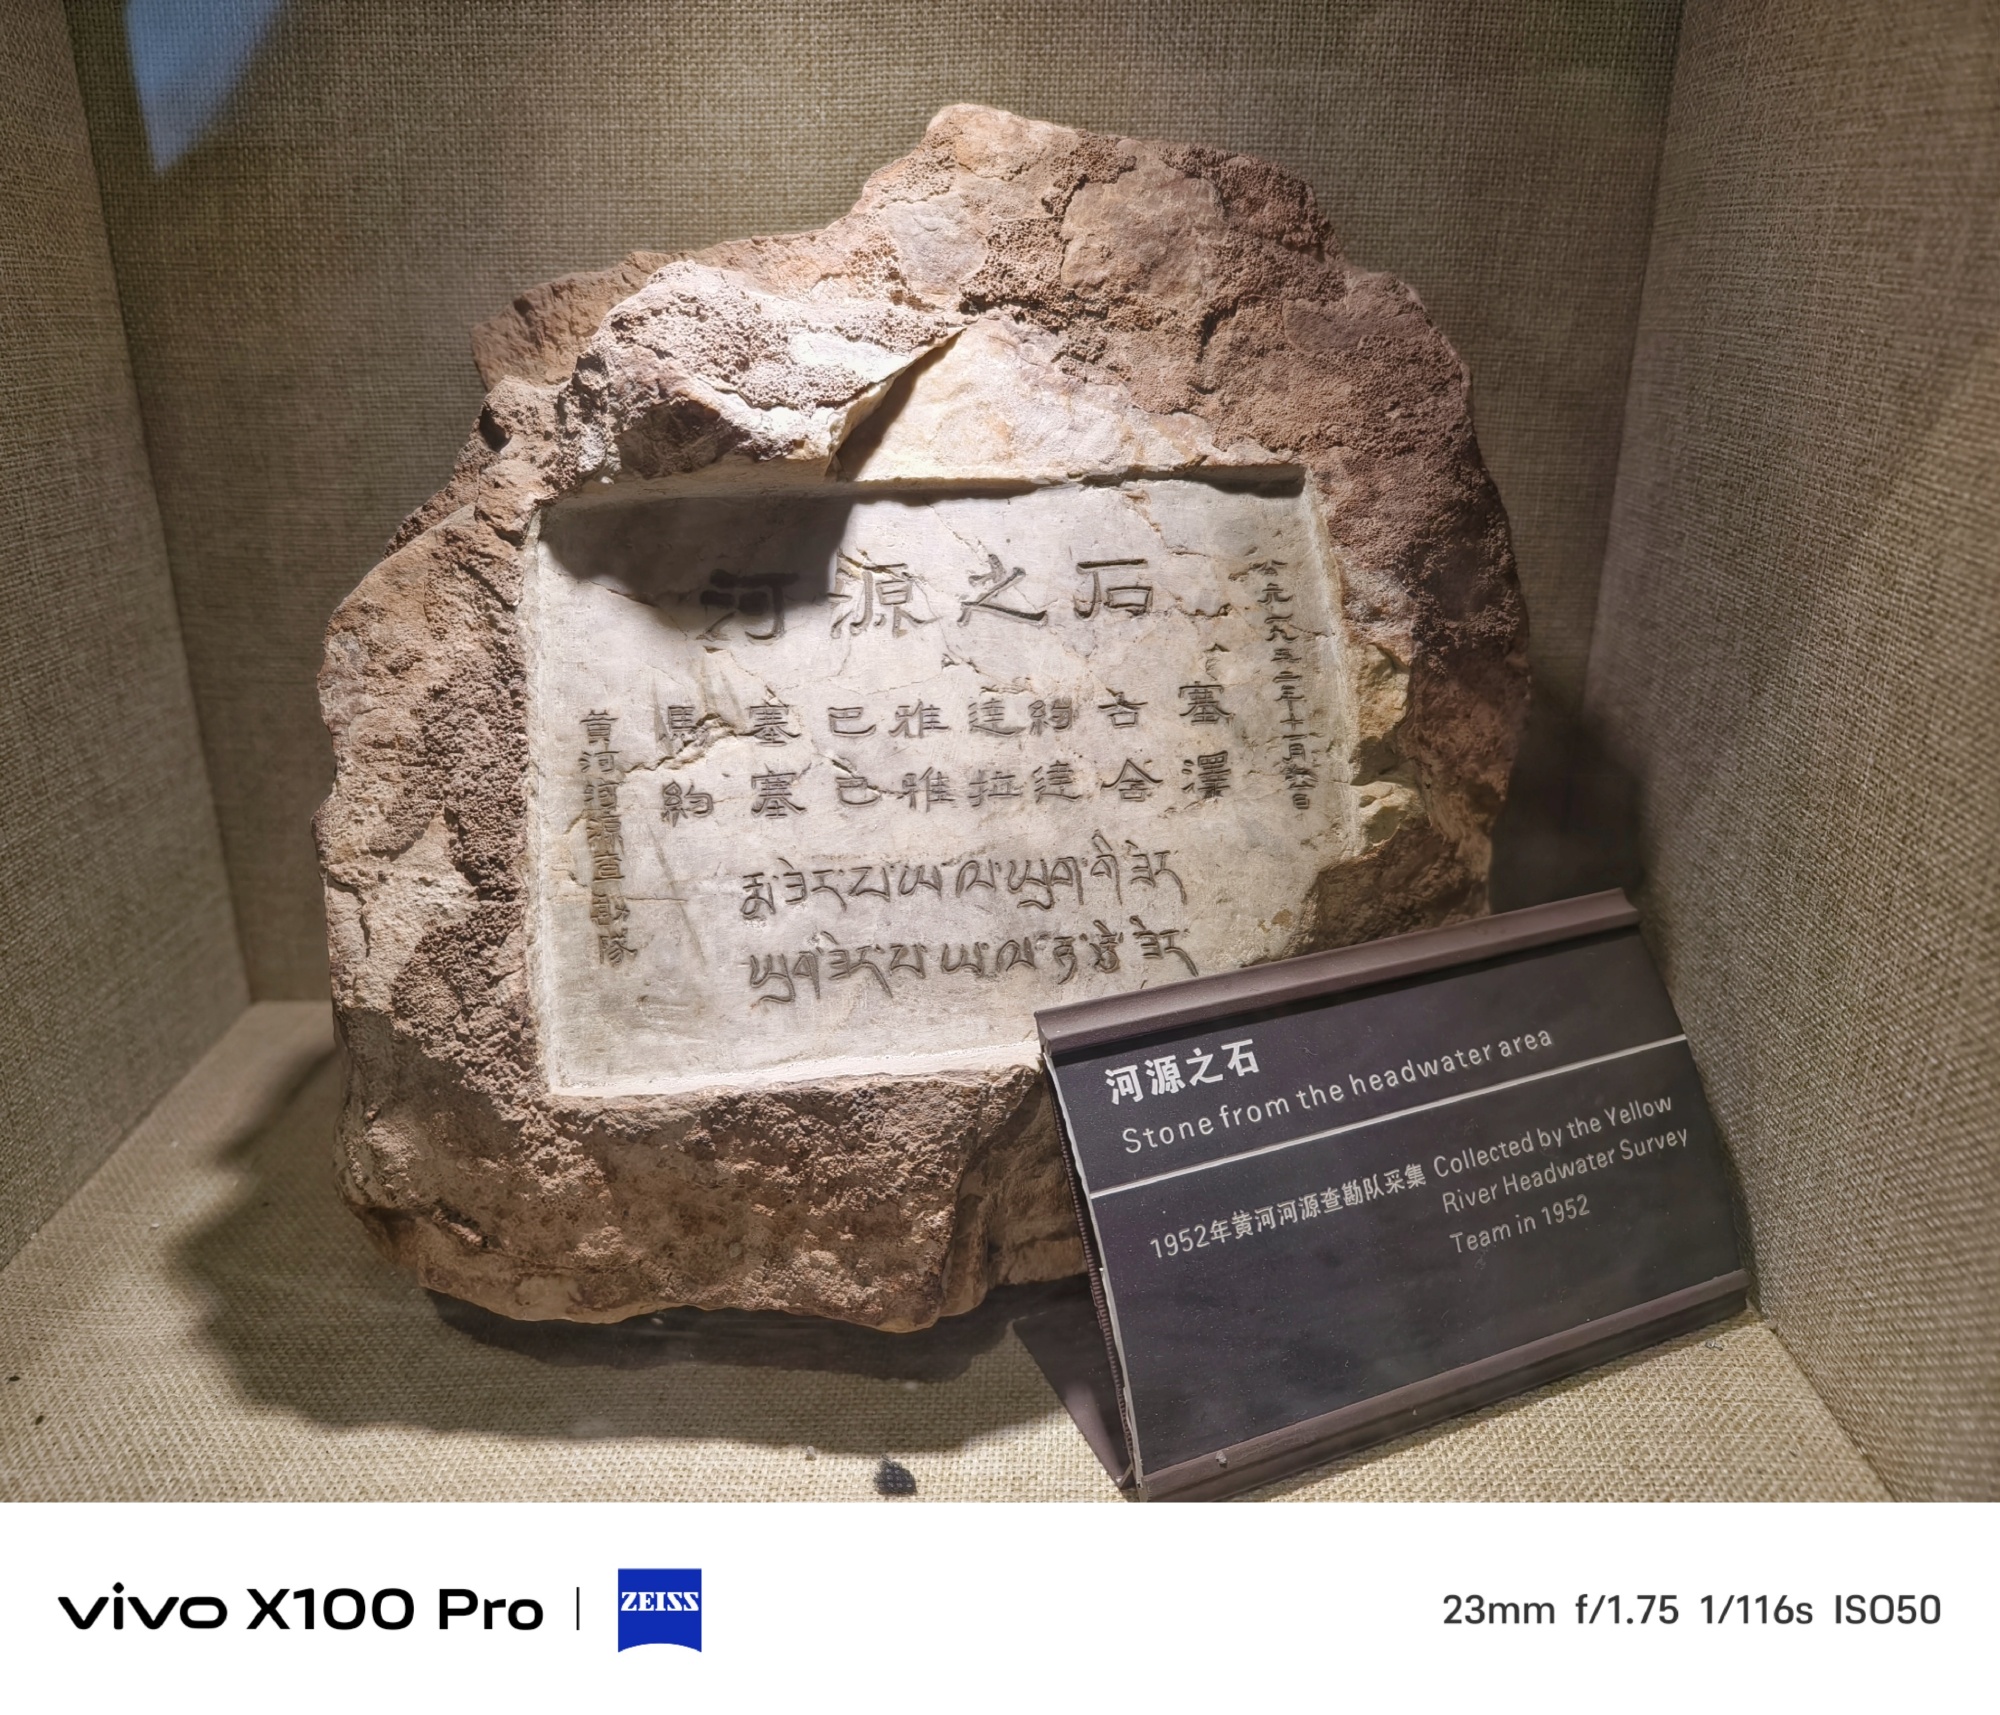 河源之石
公元一九五二年十一月
馬塞巴雅達約古塞
約塞巴雅拉達舍澤
黄河河源查勘隊
河源之石
Stone from the headwater area
1952年黄河河源查勘队采集 Collected by the Yellow
River Headwater Survey
Team in 1952
vivo X100 Pro
ZEISS
23mm f/1.75 1/116s ISO50